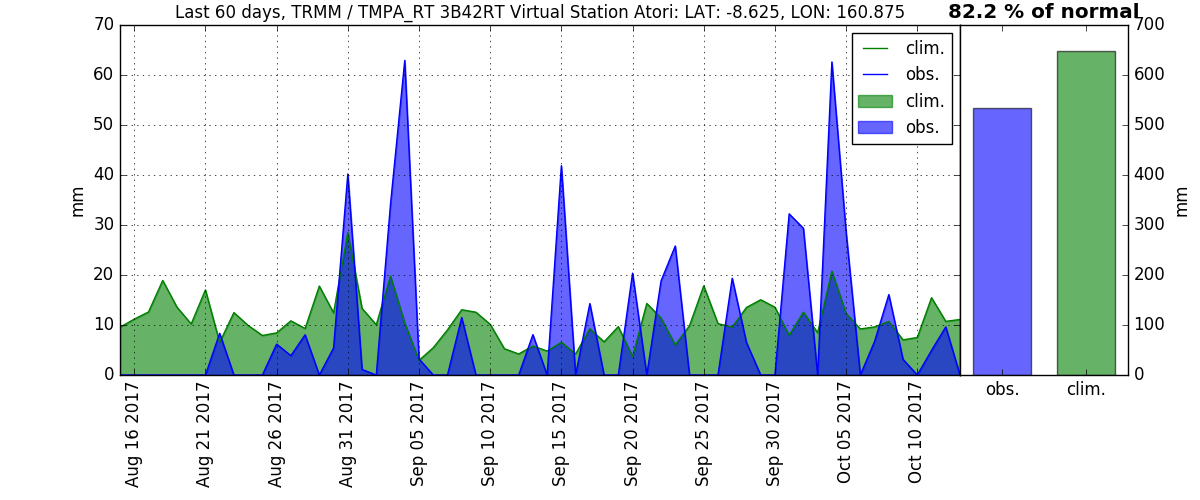 Last 60 days, TRMM / TMPA_RT 3B42RT Virtual Station Atori: LAT: -8.625, LON: 160.875
82.2 % of normal
70
60
50
40
30
20
10
0
mm
clim.
obs.
clim.
obs.
700
600
500
400
300
200
100
0
mm
Aug 16 2017
Aug 21 2017
Aug 26 2017
Aug 31 2017
Sep 05 2017
Sep 10 2017
Sep 15 2017
Sep 20 2017
Sep 25 2017
Sep 30 2017
Oct 05 2017
Oct 10 2017
obs.
clim.